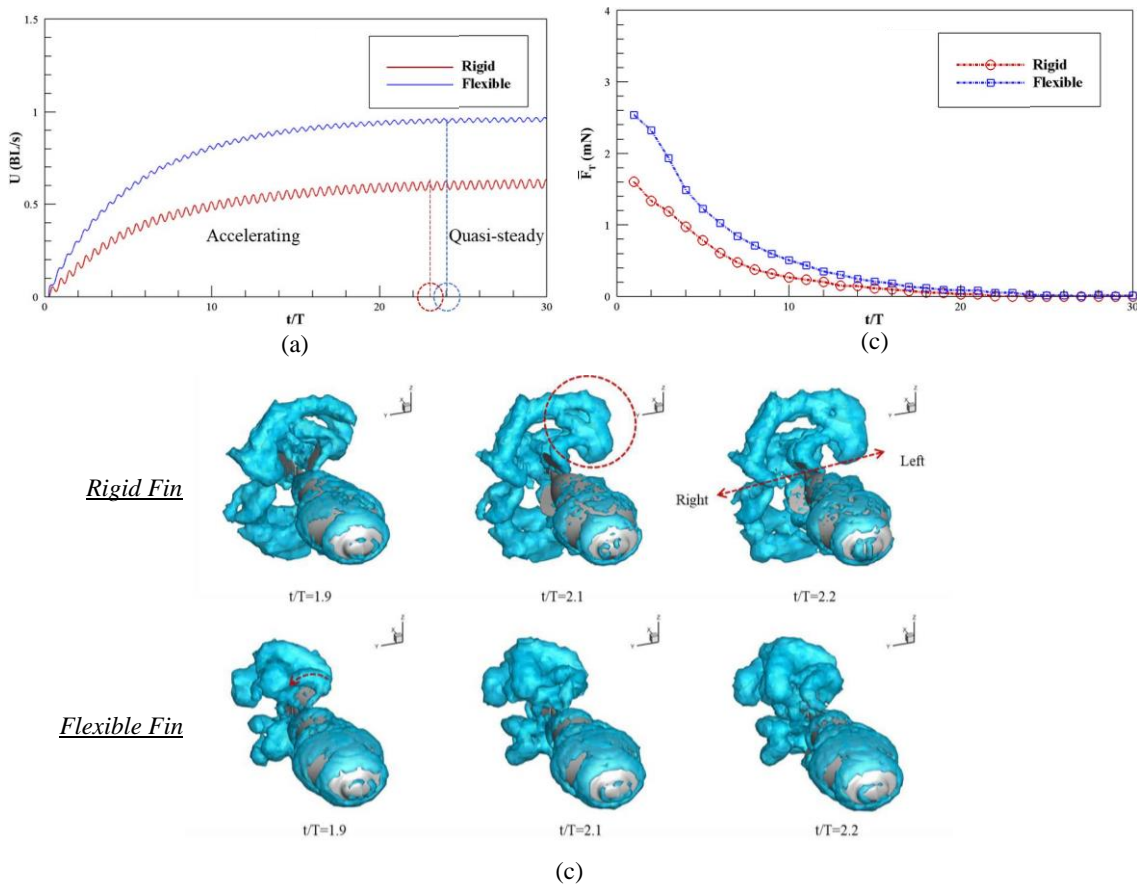 1.5
1
0.5
0
U (BL/s)
Rigid
Flexible
Accelerating
Quasi-steady
0
10
20
30
t/T
(a)
4
3
2
1
0
F̅_T (mN)
Rigid
Flexible
0
10
20
30
t/T
(c)
Rigid Fin
X
Y
Z
X
Y
Z
X
Y
Z
Left
Right
t/T=1.9
t/T=2.1
t/T=2.2
Flexible Fin
X
Y
Z
X
Y
Z
X
Y
Z
t/T=1.9
t/T=2.1
t/T=2.2
(c)